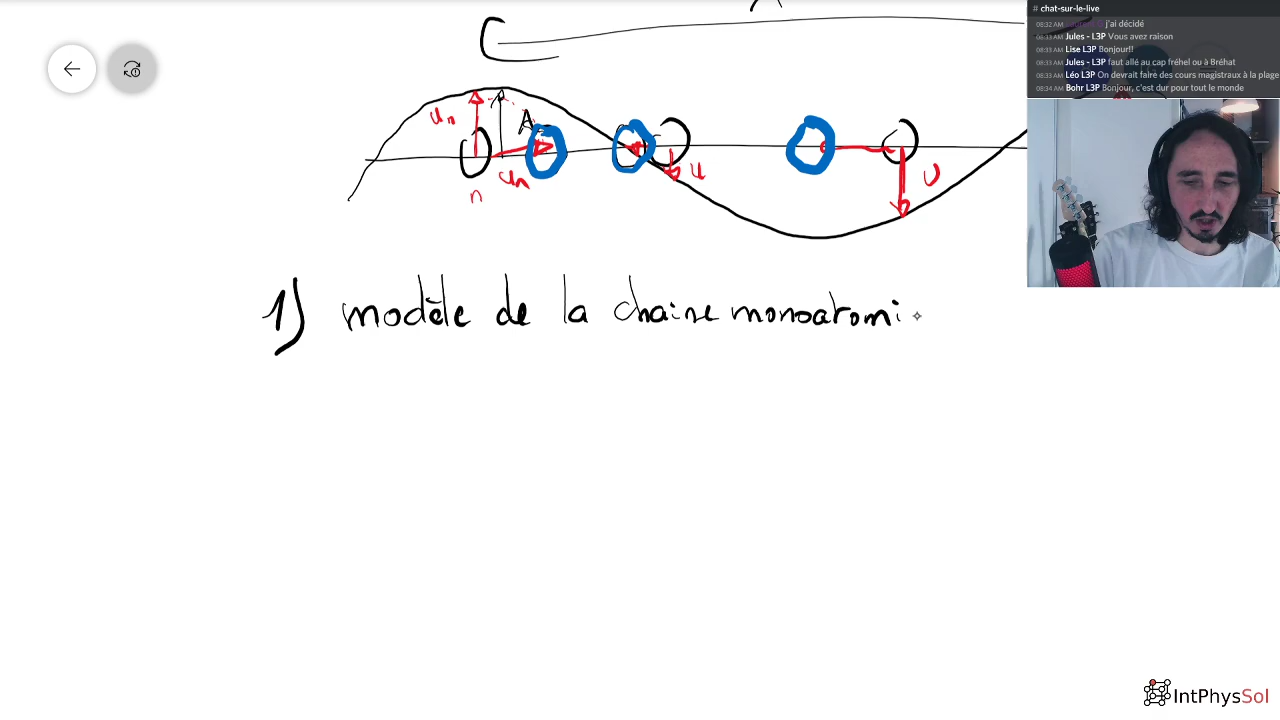 # chat-sur-le-live
08:32 AM j'ai décidé
08:33 AM Jules - L3P Vous avez raison
08:33 AM Lise L3P Bonjour!!
08:33 AM Jules - L3P faut allé au cap fréhel ou à Bréhat
08:33 AM Léo L3P On devrait faire des cours magistraux à la plage
08:34 AM Bohr L3P Bonjour, c'est dur pour tout le monde
un
A
un
n
u
u
1) modèle de la chaine monoatomi
IntPhysSol